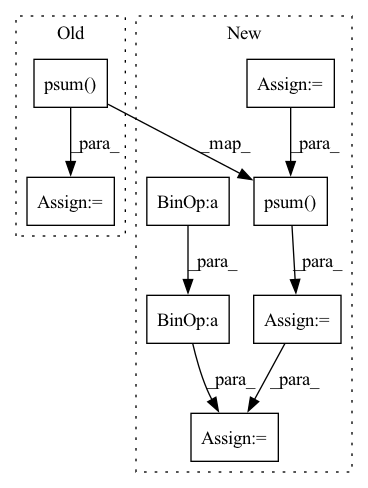 Old
New
psum()
Assign:=
_para_
_map_
_para_
Assign:=
BinOp:a
psum()
_para_
_para_
BinOp:a
Assign:=
_para_
_para_
Assign:=